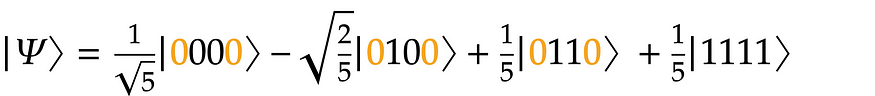 |Ψ⟩ = 1/√5 |0000⟩ − √(2/5) |0100⟩ + 1/5 |0110⟩ + 1/5 |1111⟩